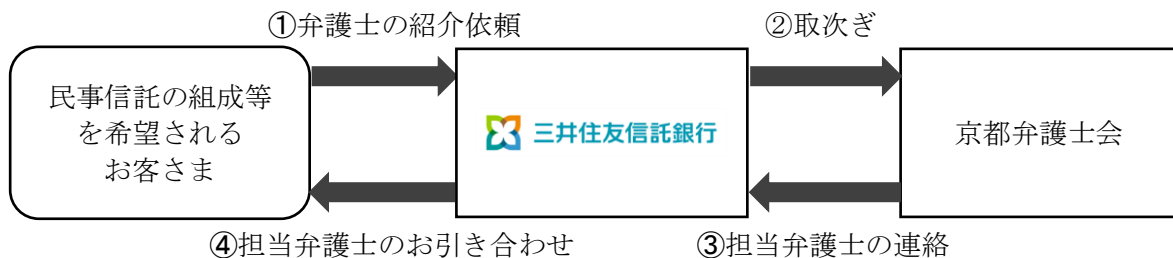 ①弁護士の紹介依頼
②取次ぎ
民事信託の組成等
を希望される
お客さま
三井住友信託銀行
京都弁護士会
④担当弁護士のお引き合わせ
③担当弁護士の連絡